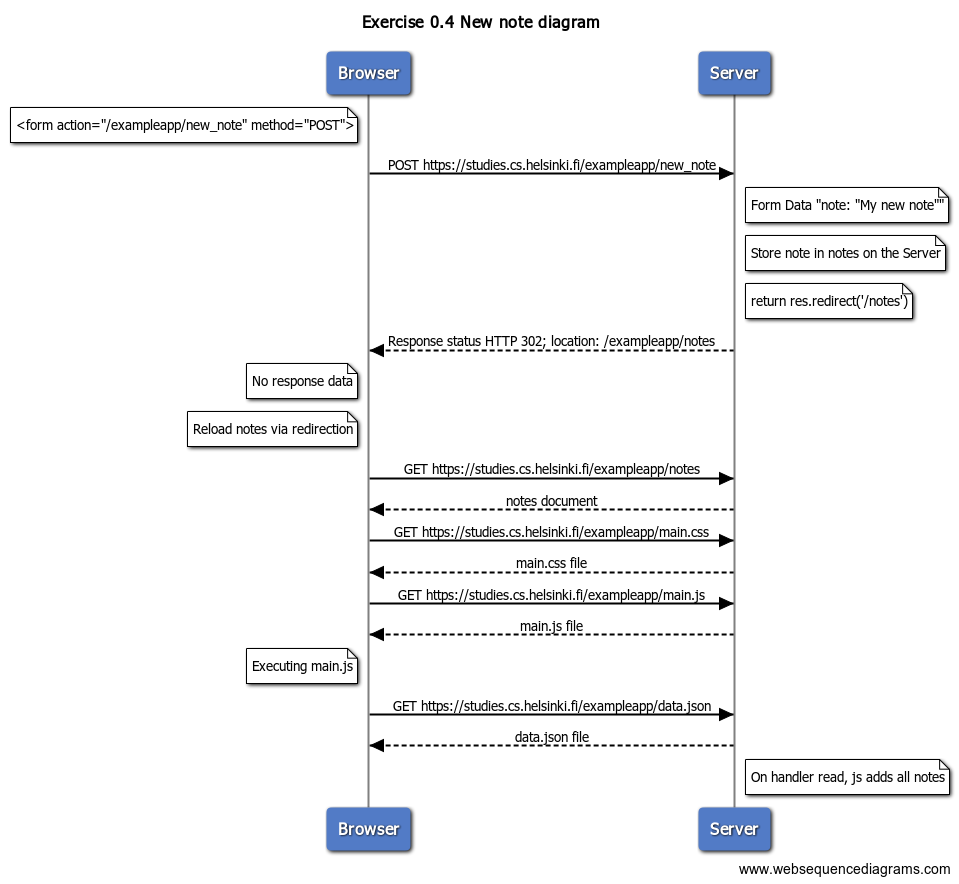 Exercise 0.4 New note diagram
Browser
Server
<form action="/exampleapp/new_note" method="POST">
POST https://studies.cs.helsinki.fi/exampleapp/new_note
Form Data "note: "My new note""
Store note in notes on the Server
return res.redirect('/notes')
Response status HTTP 302; location: /exampleapp/notes
No response data
Reload notes via redirection
GET https://studies.cs.helsinki.fi/exampleapp/notes
notes document
GET https://studies.cs.helsinki.fi/exampleapp/main.css
main.css file
GET https://studies.cs.helsinki.fi/exampleapp/main.js
main.js file
Executing main.js
GET https://studies.cs.helsinki.fi/exampleapp/data.json
data.json file
On handler read, js adds all notes
Browser
Server
www.websequencediagrams.com